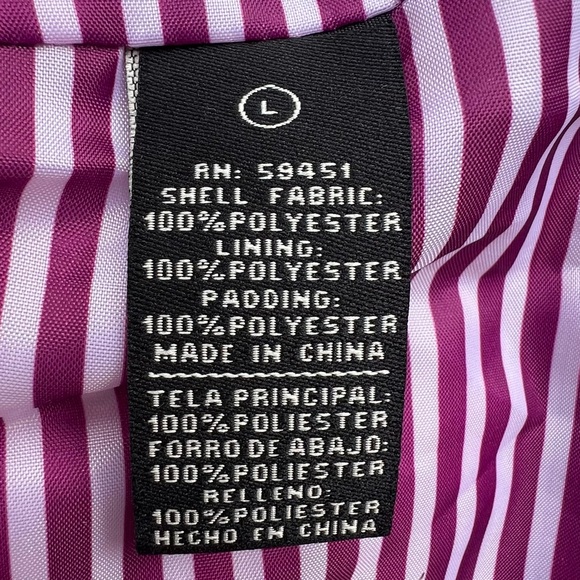 L
RN: 59451
SHELL FABRIC:
100%POLYESTER
LINING:
100%POLYESTER
PADDING:
100%POLYESTER
MADE IN CHINA
TELA PRINCIPAL:
100%POLIESTER
FORRO DE ABAJO:
100%POLIESTER
RELLENO:
100%POLIESTER
HECHO EN CHINA